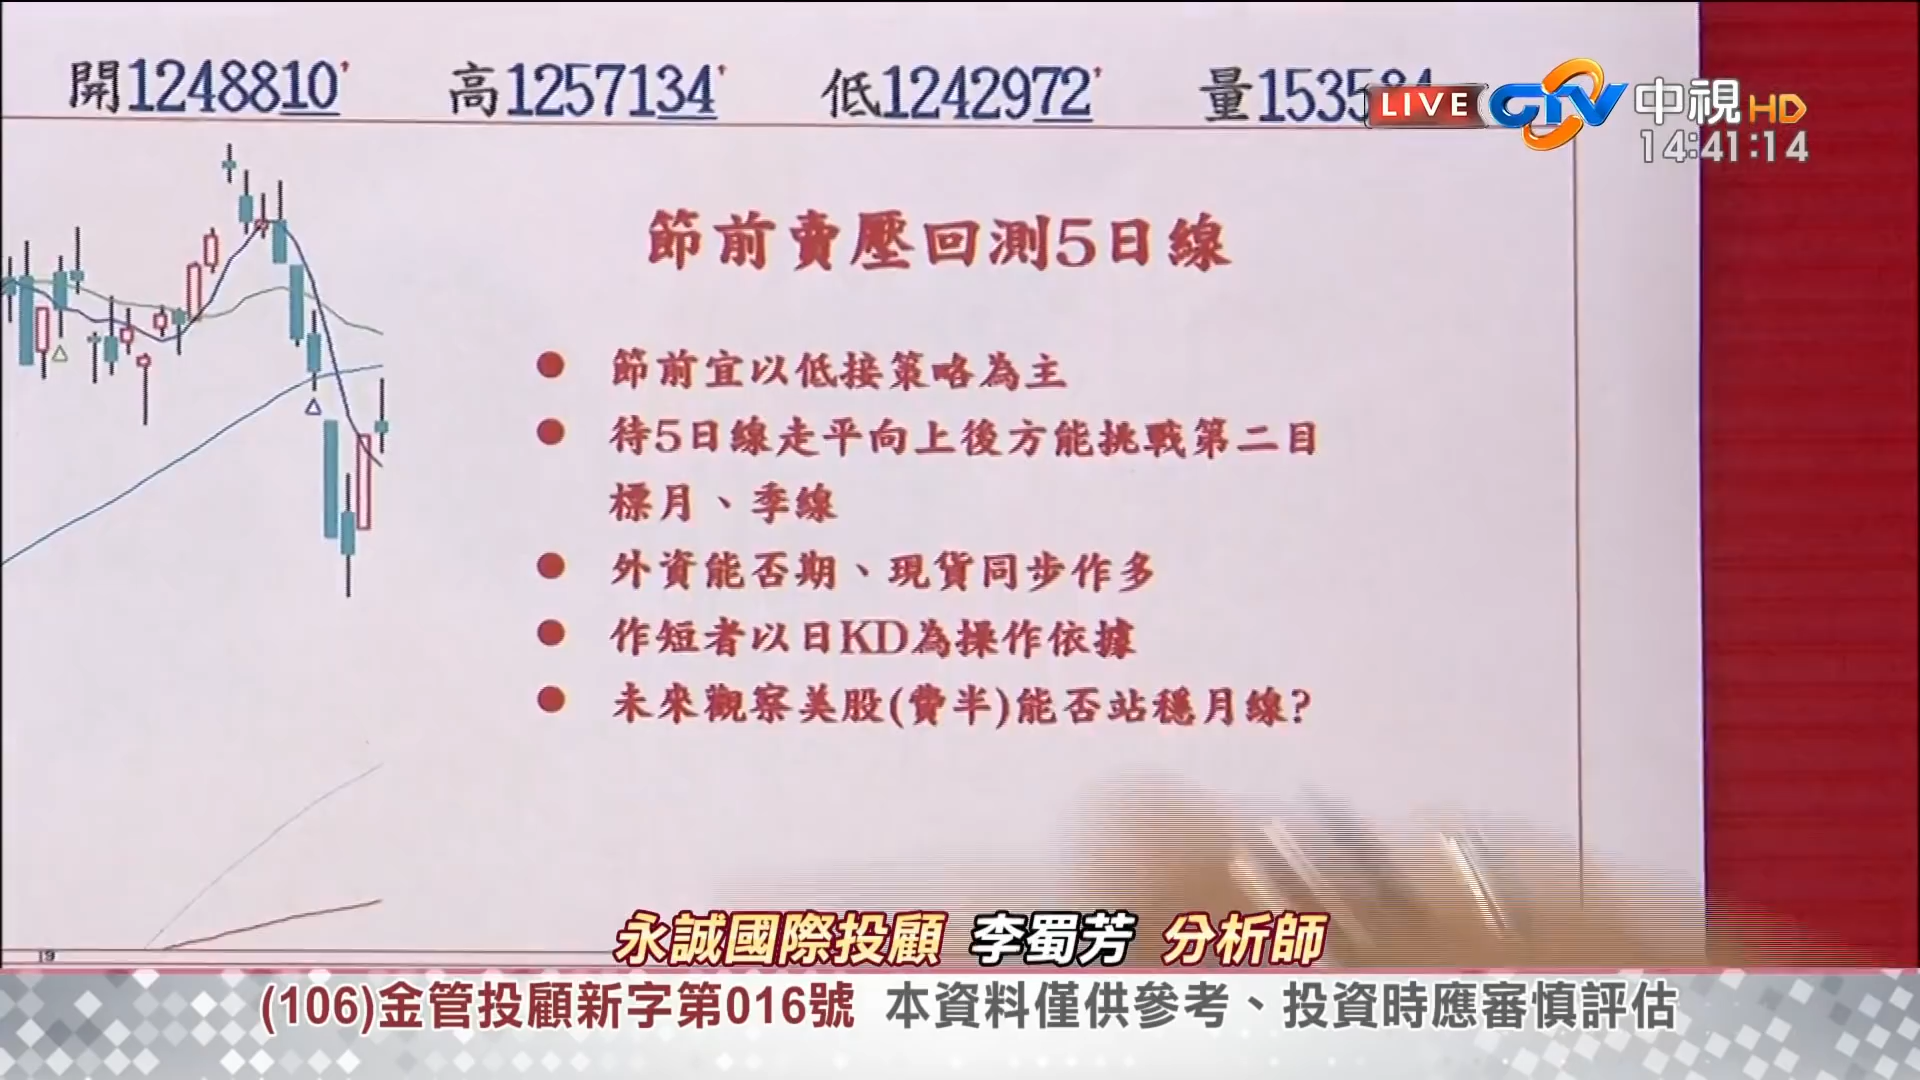 開1248810 高1257134 低1242972 量153584
LIVE CTV 中視HD
14:41:14
節前賣壓回測5日線
● 節前宜以低接策略為主
● 待5日線走平向上後方能挑戰第二目
標月、季線
● 外資能否期、現貨同步作多
● 作短者以日KD為操作依據
● 未來觀察美股(費半)能否站穩月線?
19
永誠國際投顧 李蜀芳 分析師
(106)金管投顧新字第016號 本資料僅供參考、投資時應審慎評估